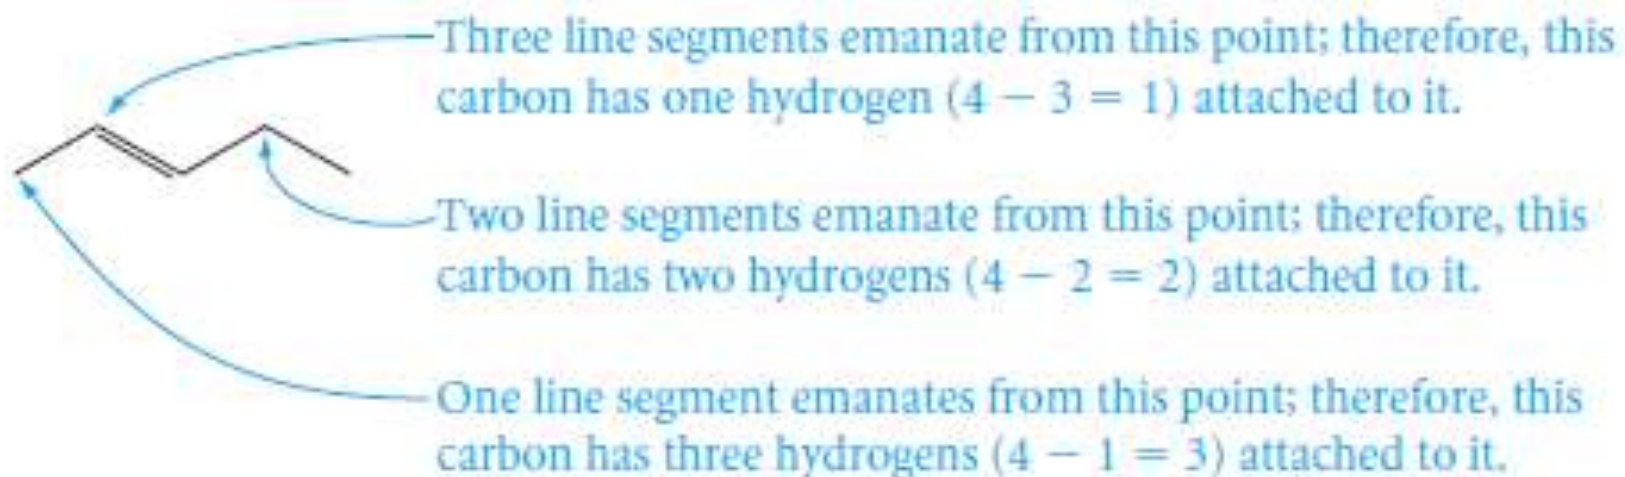 Three line segments emanate from this point; therefore, this
carbon has one hydrogen (4 − 3 = 1) attached to it.
Two line segments emanate from this point; therefore, this
carbon has two hydrogens (4 − 2 = 2) attached to it.
One line segment emanates from this point; therefore, this
carbon has three hydrogens (4 − 1 = 3) attached to it.